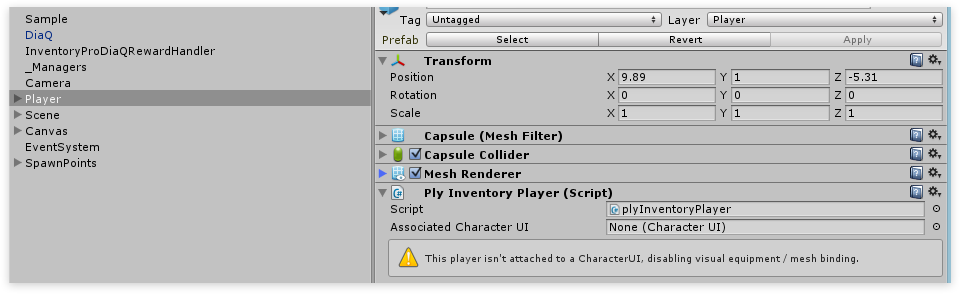 Sample
DiaQ
InventoryProDiaQRewardHandler
_Managers
Camera
Player
Scene
Canvas
EventSystem
SpawnPoints
Tag Untagged Layer Player
Prefab Select Revert Apply
Transform
Position X 9.89 Y 1 Z -5.31
Rotation X 0 Y 0 Z 0
Scale X 1 Y 1 Z 1
Capsule (Mesh Filter)
Capsule Collider
Mesh Renderer
Ply Inventory Player (Script)
Script plyInventoryPlayer
Associated Character UI None (Character UI)
This player isn't attached to a CharacterUI, disabling visual equipment / mesh binding.